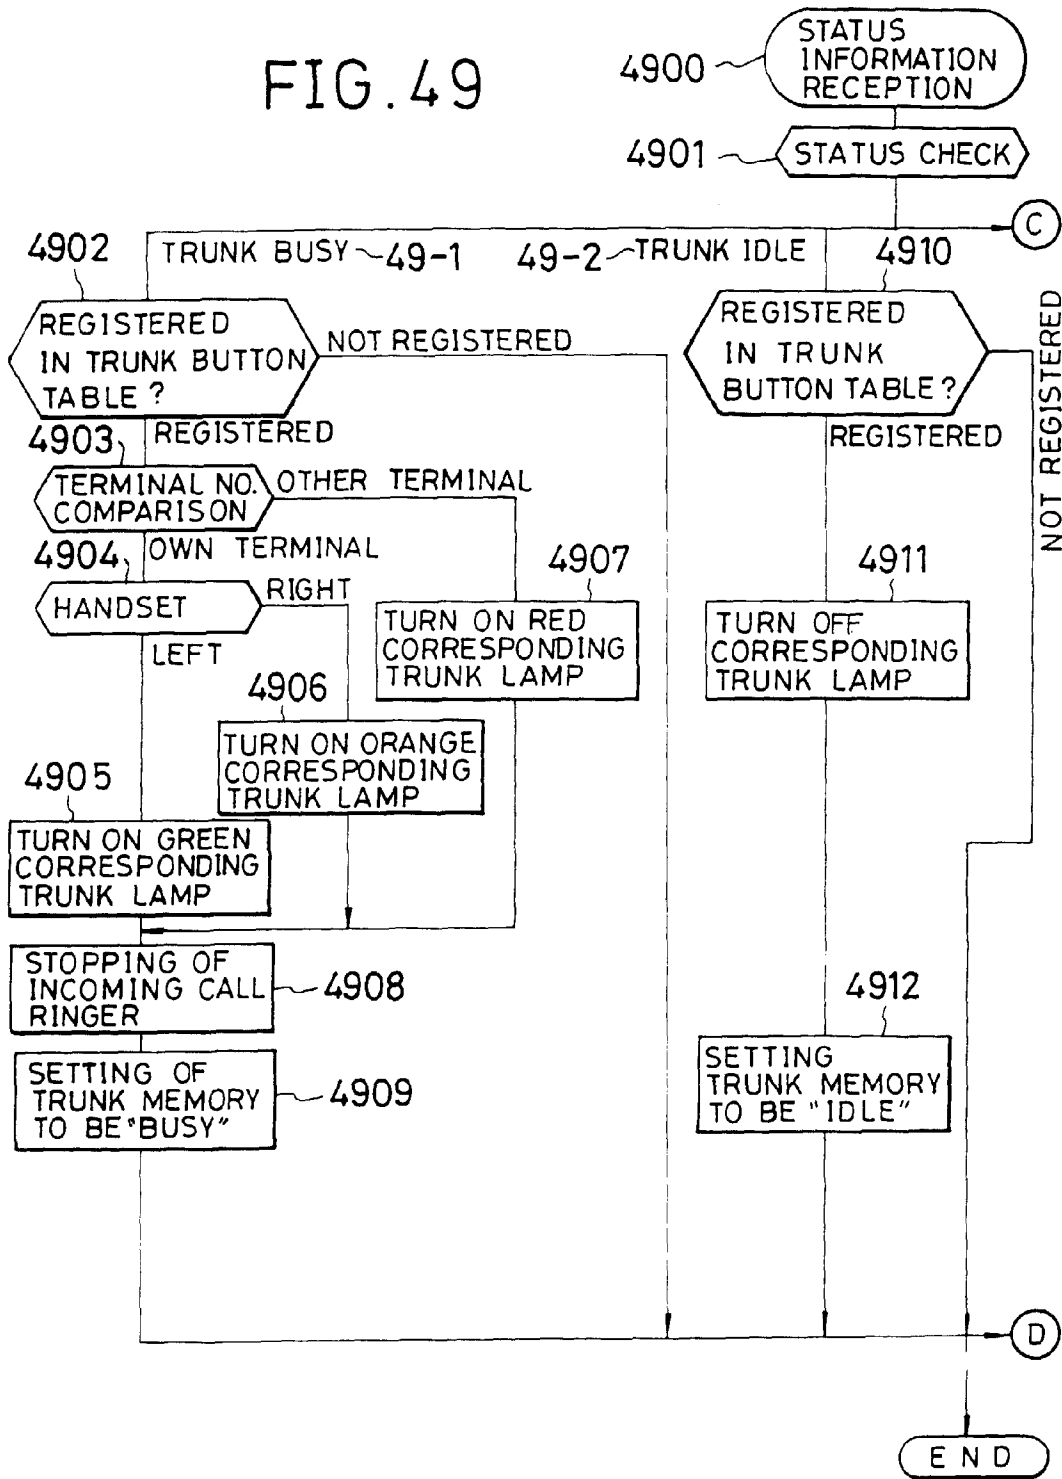 FIG. 49
4900
STATUS
INFORMATION
RECEPTION
4901
STATUS CHECK
C
4902
TRUNK BUSY
49-1
49-2
TRUNK IDLE
4910
REGISTERED
IN TRUNK BUTTON
TABLE ?
NOT REGISTERED
REGISTERED
IN TRUNK
BUTTON TABLE ?
NOT REGISTERED
REGISTERED
REGISTERED
4903
TERMINAL NO.
COMPARISON
OTHER TERMINAL
OWN TERMINAL
4904
HANDSET
RIGHT
LEFT
4907
TURN ON RED
CORRESPONDING
TRUNK LAMP
4911
TURN OFF
CORRESPONDING
TRUNK LAMP
4906
TURN ON ORANGE
CORRESPONDING
TRUNK LAMP
4905
TURN ON GREEN
CORRESPONDING
TRUNK LAMP
STOPPING OF
INCOMING CALL
RINGER
4908
4912
SETTING OF
TRUNK MEMORY
TO BE "BUSY"
4909
SETTING
TRUNK MEMORY
TO BE "IDLE"
D
END